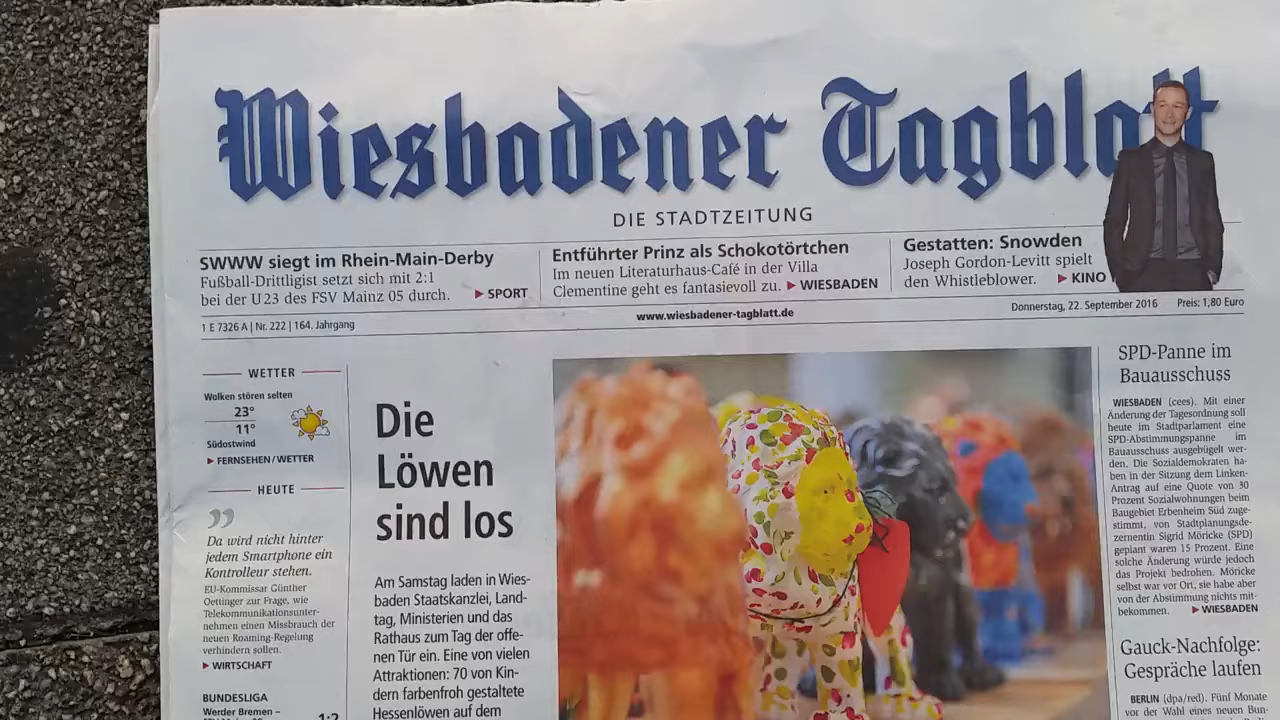 Wiesbadener Tagblatt
DIE STADTZEITUNG
SWWW siegt im Rhein-Main-Derby
Fußball-Drittligist setzt sich mit 2:1
bei der U23 des FSV Mainz 05 durch. ▶ SPORT
Entführter Prinz als Schokotörtchen
Im neuen Literaturhaus-Café in der Villa
Clementine geht es fantasievoll zu. ▶ WIESBADEN
Gestatten: Snowden
Joseph Gordon-Levitt spielt
den Whistleblower. ▶ KINO
1 E 7326 A | Nr. 222 | 164. Jahrgang
www.wiesbadener-tagblatt.de
Donnerstag, 22. September 2016 Preis: 1,80 Euro
WETTER
Wolken stören selten
23°
11°
Südostwind
▶ FERNSEHEN/WETTER
HEUTE
”
Da wird nicht hinter
jedem Smartphone ein
Kontrolleur stehen.
EU-Kommissar Günther
Oettinger zur Frage, wie
Telekommunikationsunter-
nehmen einen Missbrauch der
neuen Roaming-Regelung
verhindern sollen.
▶ WIRTSCHAFT
BUNDESLIGA
Werder Bremen –
1:2
Die
Löwen
sind los
Am Samstag laden in Wies-
baden Staatskanzlei, Land-
tag, Ministerien und das
Rathaus zum Tag der offe-
nen Tür ein. Eine von vielen
Attraktionen: 70 von Kin-
dern farbenfroh gestaltete
Hessenlöwen auf dem
SPD-Panne im
Bauausschuss
WIESBADEN (cees). Mit einer
Änderung der Tagesordnung soll
heute im Stadtparlament eine
SPD-Abstimmungspanne im
Bauausschuss ausgebügelt wer-
den. Die Sozialdemokraten ha-
ben in der Sitzung dem Linken-
Antrag auf eine Quote von 30
Prozent Sozialwohnungen beim
Baugebiet Erbenheim Süd zuge-
stimmt, von Stadtplanungsde-
zernentin Sigrid Möricke (SPD)
geplant waren 15 Prozent. Eine
solche Änderung würde jedoch
das Projekt bedrohen. Möricke
selbst war vor Ort, sie habe aber
von der Abstimmung nichts mit-
bekommen. ▶ WIESBADEN
Gauck-Nachfolge:
Gespräche laufen
BERLIN (dpa/red). Fünf Monate
vor der Wahl eines neuen Bun-